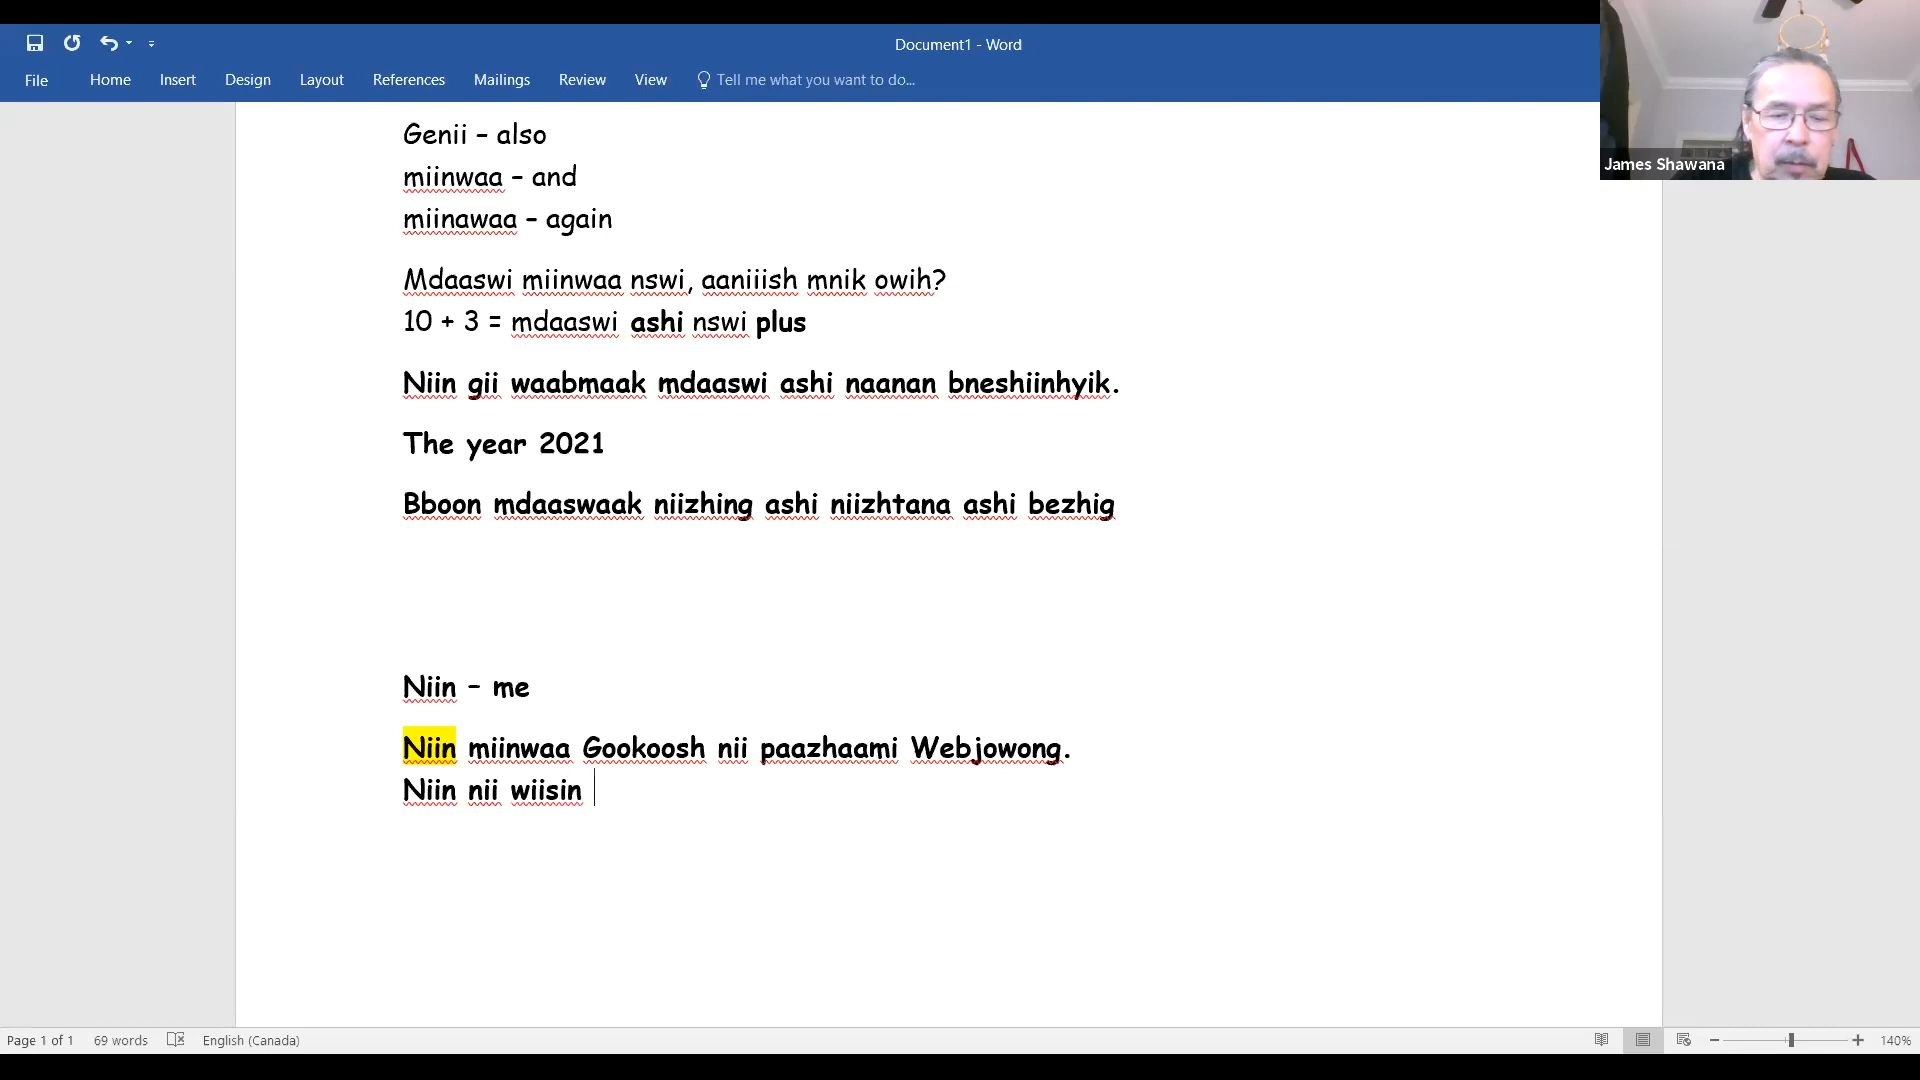 Document1 - Word
File Home Insert Design Layout References Mailings Review View Tell me what you want to do...
James Shawana
Genii – also
miinwaa – and
miinawaa – again
Mdaaswi miinwaa nswi, aaniiish mnik owih?
10 + 3 = mdaaswi ashi nswi plus
Niin gii waabmaak mdaaswi ashi naanan bneshiinhyik.
The year 2021
Bboon mdaaswaak niizhing ashi niizhtana ashi bezhig
Niin – me
Niin miinwaa Gookoosh nii paazhaami Webjowong.
Niin nii wiisin
Page 1 of 1 69 words English (Canada) 140%